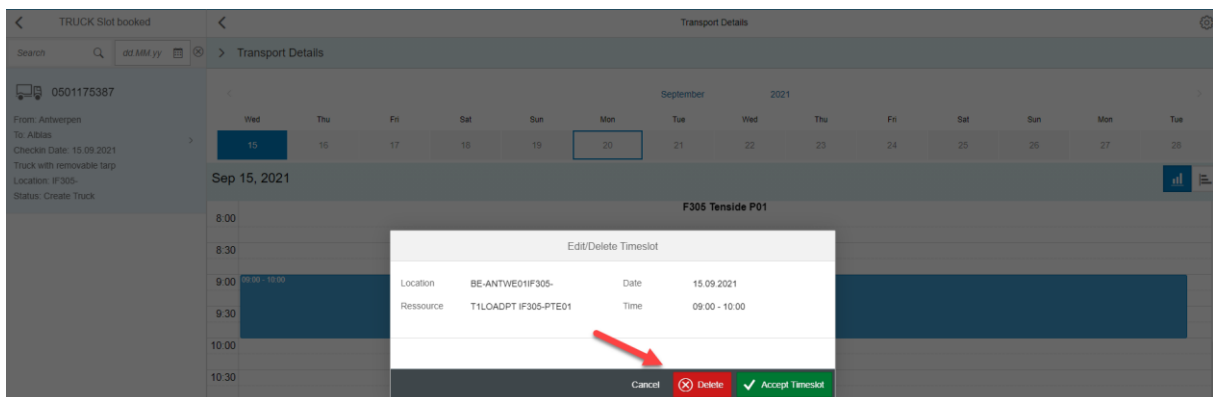 TRUCK Slot booked
Transport Details
Search
dd.MM.yy
Transport Details
0501175387
From: Antwerpen
To: Alblas
Checkin Date: 15.09.2021
Truck with removable tarp
Location: IF305-
Status: Create Truck
September 2021
Wed Thu Fri Sat Sun Mon Tue Wed Thu Fri Sat Sun Mon Tue
15 16 17 18 19 20 21 22 23 24 25 26 27 28
Sep 15, 2021
F305 Tenside P01
8:00
8:30
9:00 09:00 - 10:00
9:30
10:00
10:30
Edit/Delete Timeslot
Location BE-ANTWE01IF305- Date 15.09.2021
Ressource T1LOADPT IF305-PTE01 Time 09:00 - 10:00
Cancel Delete Accept Timeslot